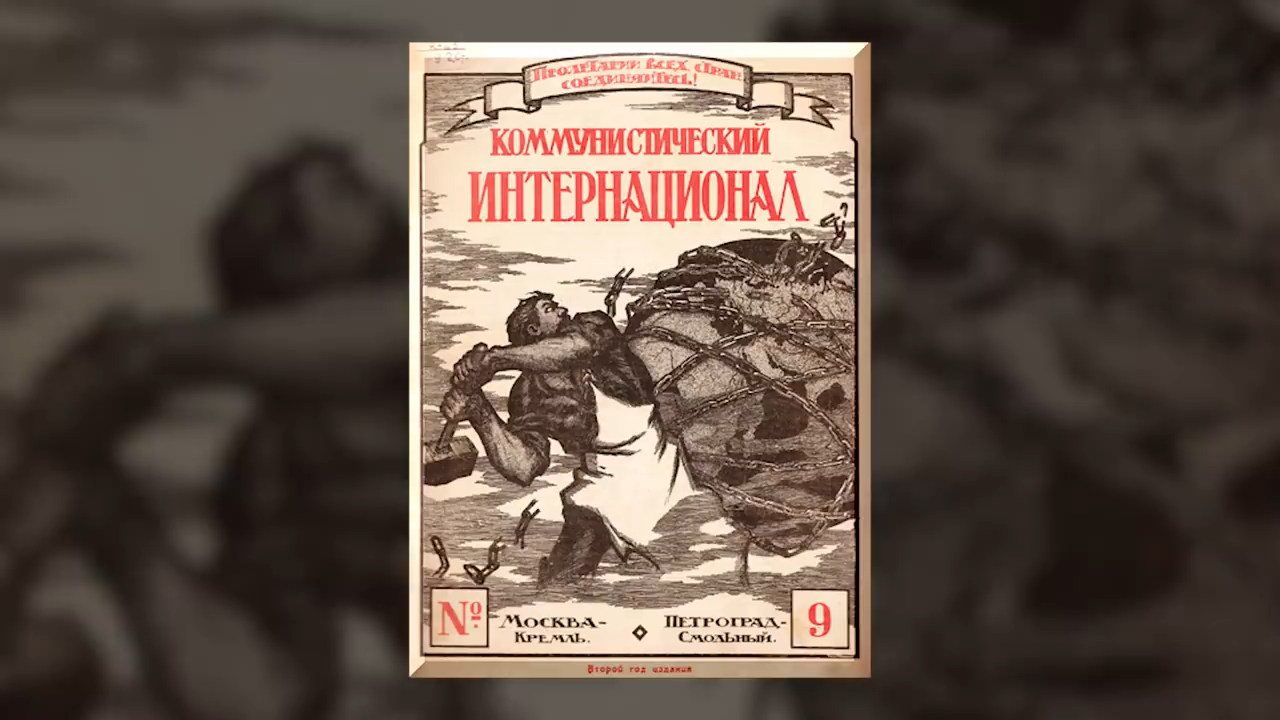 Пролетарии всех стран
соединяйтесь!
Коммунистический
Интернационал
№
Москва-
Кремль.
Петроград-
Смольный.
9
Второй год издания